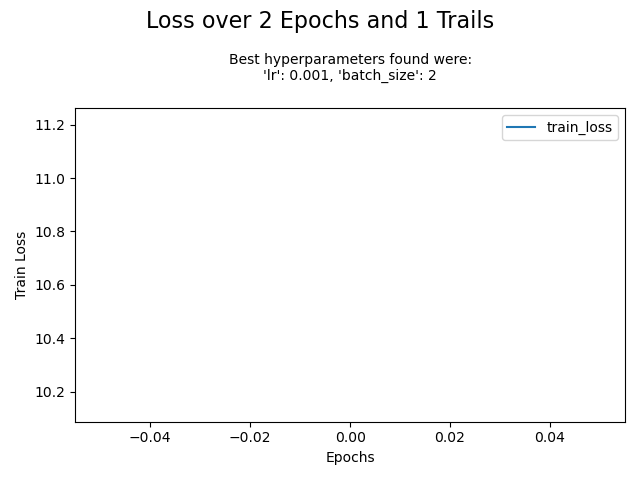 Loss over 2 Epochs and 1 Trails
Best hyperparameters found were:
'lr': 0.001, 'batch_size': 2
train_loss
11.2
11.0
10.8
10.6
10.4
10.2
Train Loss
−0.04
−0.02
0.00
0.02
0.04
Epochs